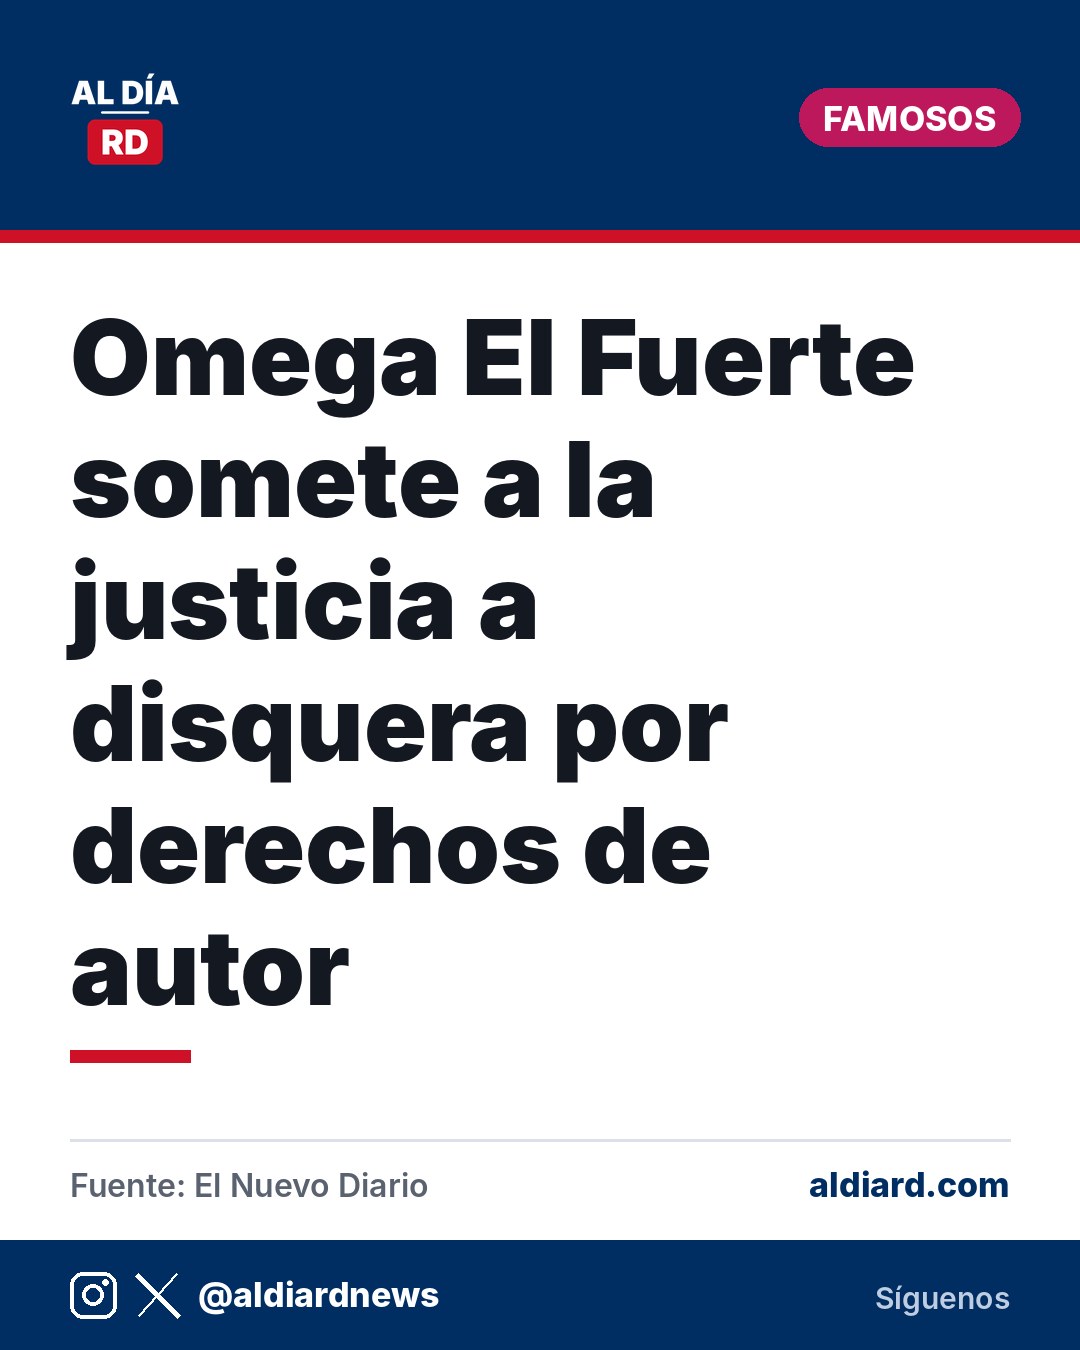 AL DÍA
RD
FAMOSOS
Omega El Fuerte
somete a la
justicia a
disquera por
derechos de
autor
Fuente: El Nuevo Diario
aldiard.com
@aldiardnews
Síguenos